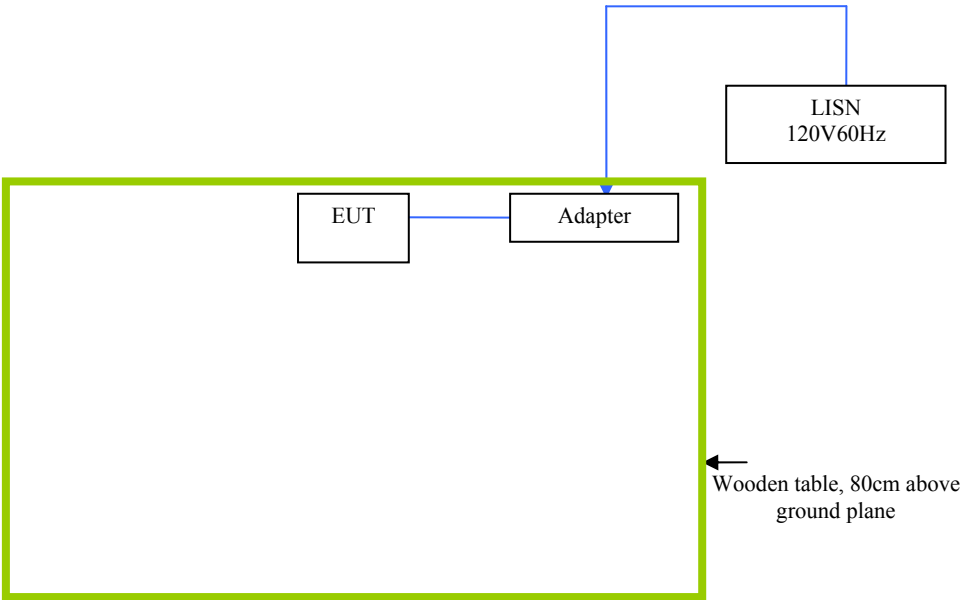 LISN
120V60Hz
EUT
Adapter
Wooden table, 80cm above
ground plane